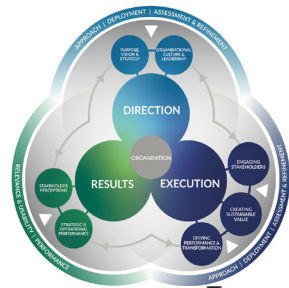 APPROACH | DEPLOYMENT | ASSESSMENT & REFINEMENT
PURPOSE,
VISION &
STRATEGY
ORGANISATIONAL
CULTURE &
LEADERSHIP
DIRECTION
ORGANISATION
RESULTS
EXECUTION
STAKEHOLDER
PERCEPTIONS
STRATEGIC &
OPERATIONAL
PERFORMANCE
ENGAGING
STAKEHOLDERS
CREATING
SUSTAINABLE
VALUE
DRIVING
PERFORMANCE &
TRANSFORMATION
RELEVANCE & USABILITY | PERFORMANCE
APPROACH | DEPLOYMENT | ASSESSMENT & REFINEMENT